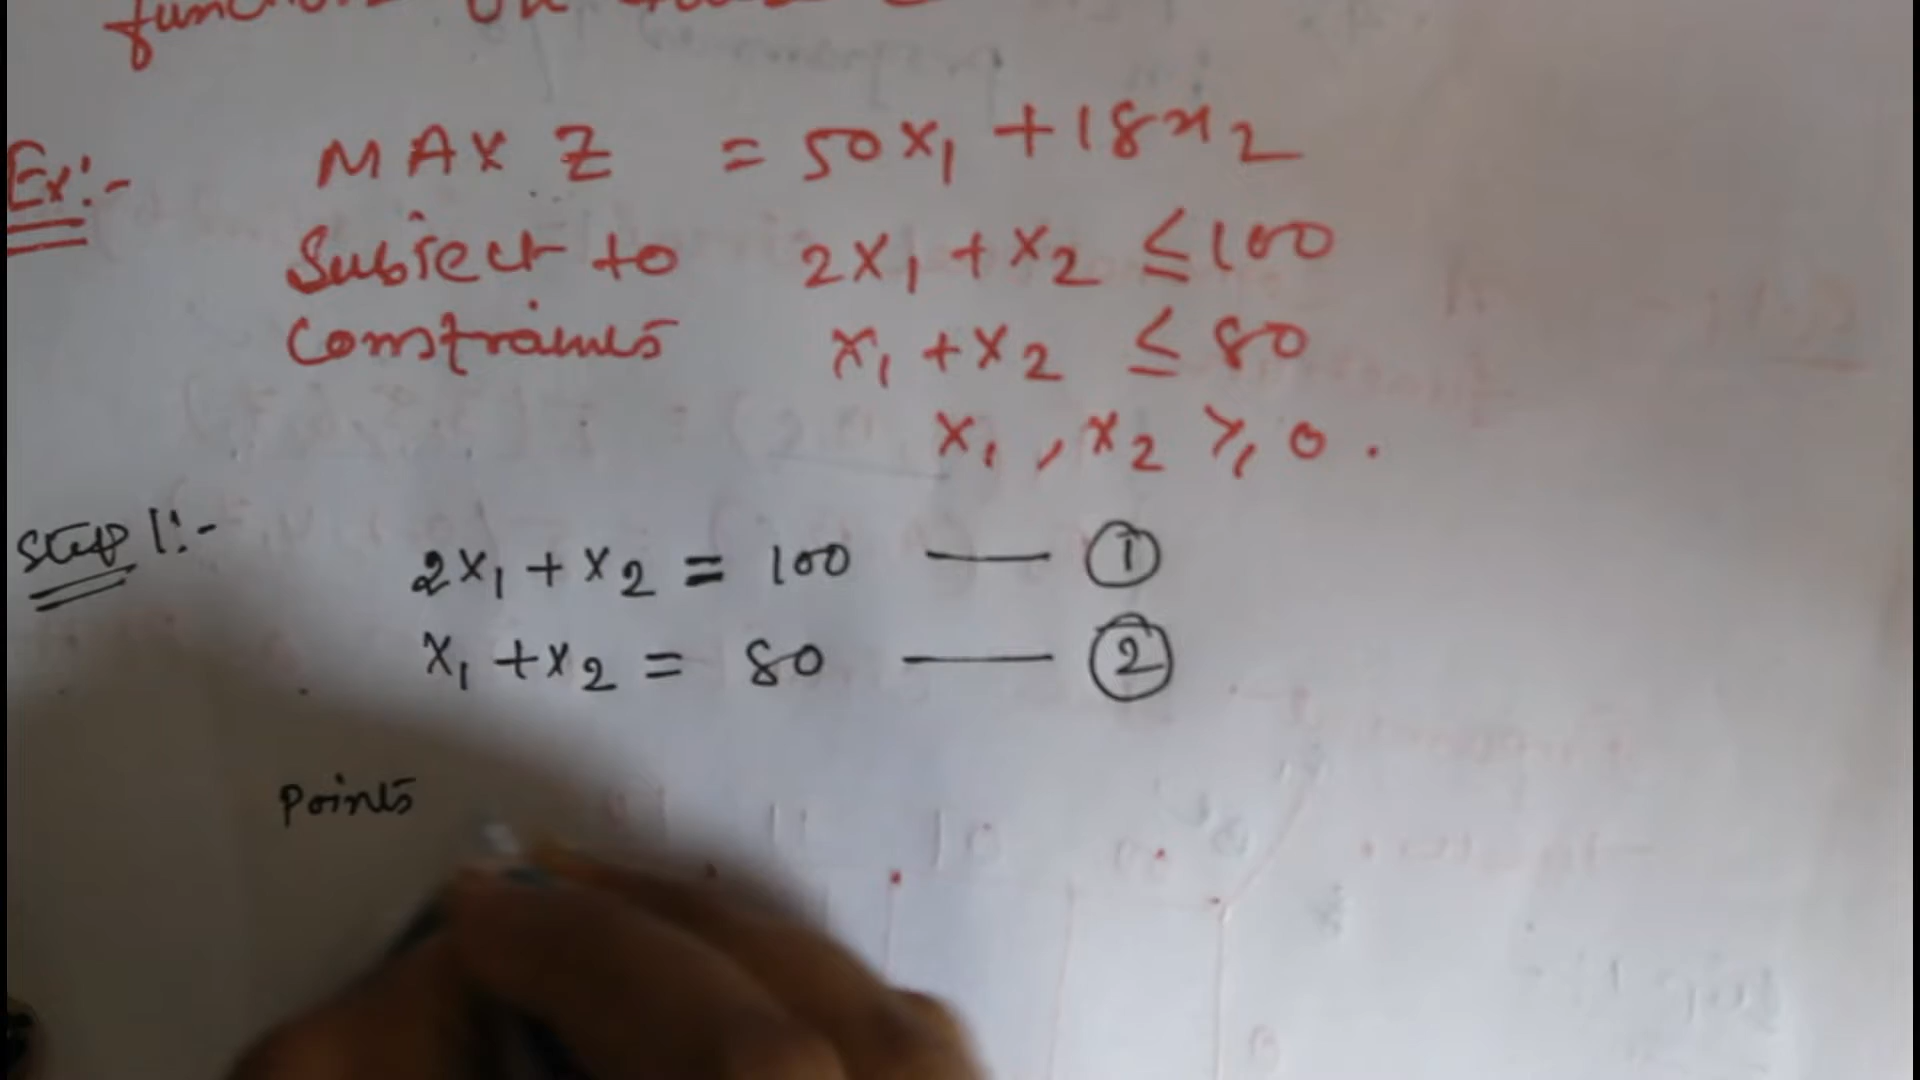 Ex:- MAX Z = 50x₁ + 18x₂
Subject to 2x₁ + x₂ ≤ 100
Constraints x₁ + x₂ ≤ 80
x₁, x₂ ≥ 0.
Step 1:- 2x₁ + x₂ = 100 — ①
x₁ + x₂ = 80 — ②
Points